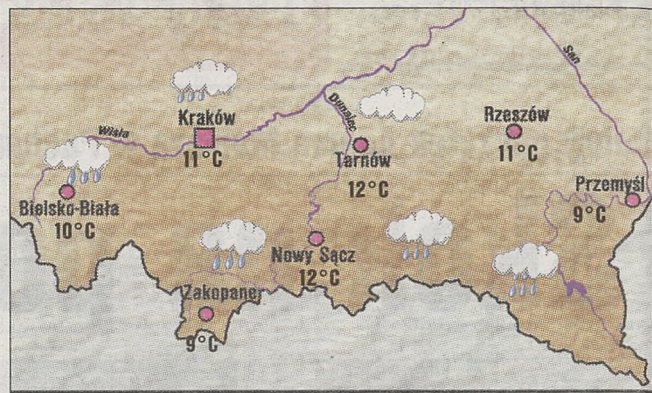 San
Dunajec
Kraków
Rzeszów
Wisła
11°C
Tarnów
11°C
Przemyśl
12°C
Bielsko-Biała
9°C
10°C
Nowy Sącz
12°C
Zakopane
9°C